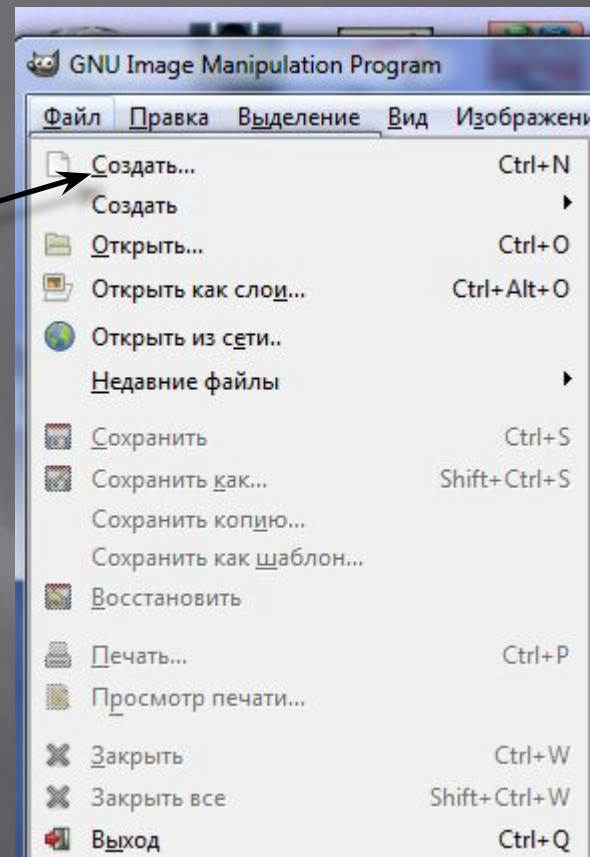 GNU Image Manipulation Program
Файл Правка Выделение Вид Изображени
Создать... Ctrl+N
Создать
Открыть... Ctrl+O
Открыть как слои... Ctrl+Alt+O
Открыть из сети..
Недавние файлы
Сохранить Ctrl+S
Сохранить как... Shift+Ctrl+S
Сохранить копию...
Сохранить как шаблон...
Восстановить
Печать... Ctrl+P
Просмотр печати...
Закрыть Ctrl+W
Закрыть все Shift+Ctrl+W
Выход Ctrl+Q